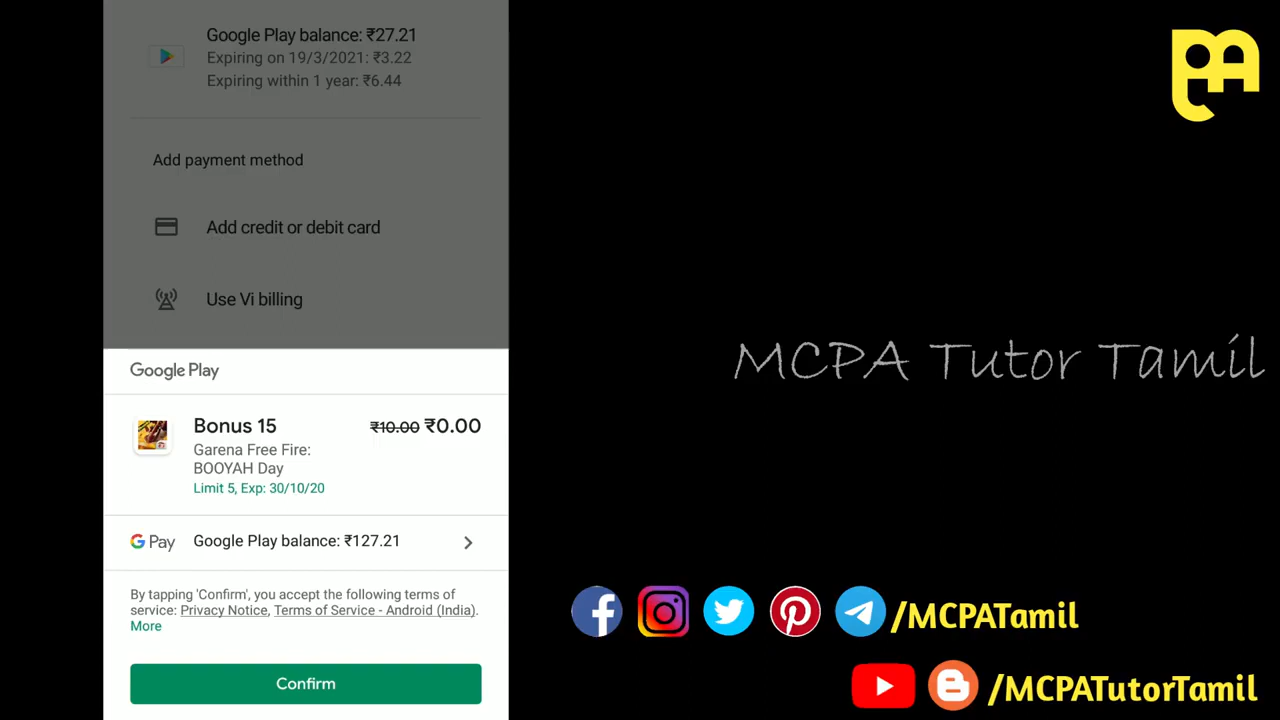 Google Play balance: ₹27.21
Expiring on 19/3/2021: ₹3.22
Expiring within 1 year: ₹6.44
Add payment method
Add credit or debit card
Use Vi billing
Google Play
Bonus 15 ₹10.00 ₹0.00
Garena Free Fire:
BOOYAH Day
Limit 5, Exp: 30/10/20
G Pay Google Play balance: ₹127.21
By tapping 'Confirm', you accept the following terms of
service: Privacy Notice, Terms of Service - Android (India).
More
Confirm
MCPA Tutor Tamil
/MCPATamil
/MCPATutorTamil